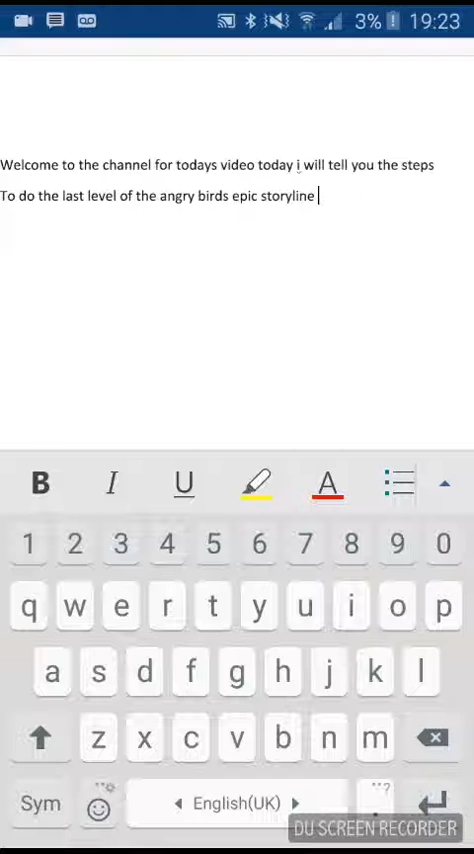 3% 19:23
Welcome to the channel for todays video today i will tell you the steps
To do the last level of the angry birds epic storyline
B I U A
1 2 3 4 5 6 7 8 9 0
q w e r t y u i o p
a s d f g h j k l
z x c v b n m
Sym English(UK) . ?
DU SCREEN RECORDER